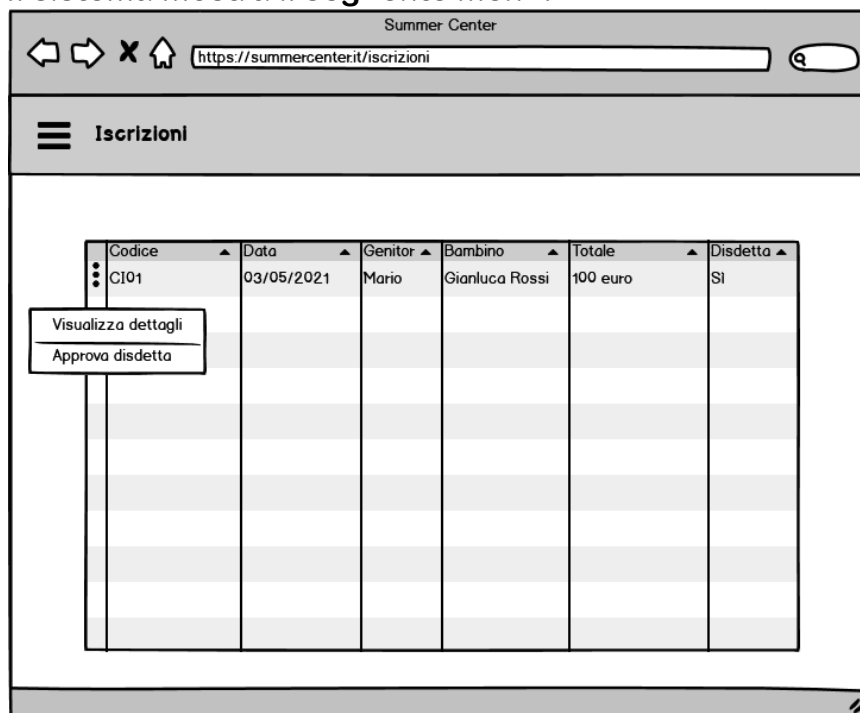 Summer Center
https://summercenter.it/iscrizioni
Iscrizioni
Codice Data Genitor Bambino Totale Disdetta
CI01 03/05/2021 Mario Gianluca Rossi 100 euro Sì
Visualizza dettagli
Approva disdetta